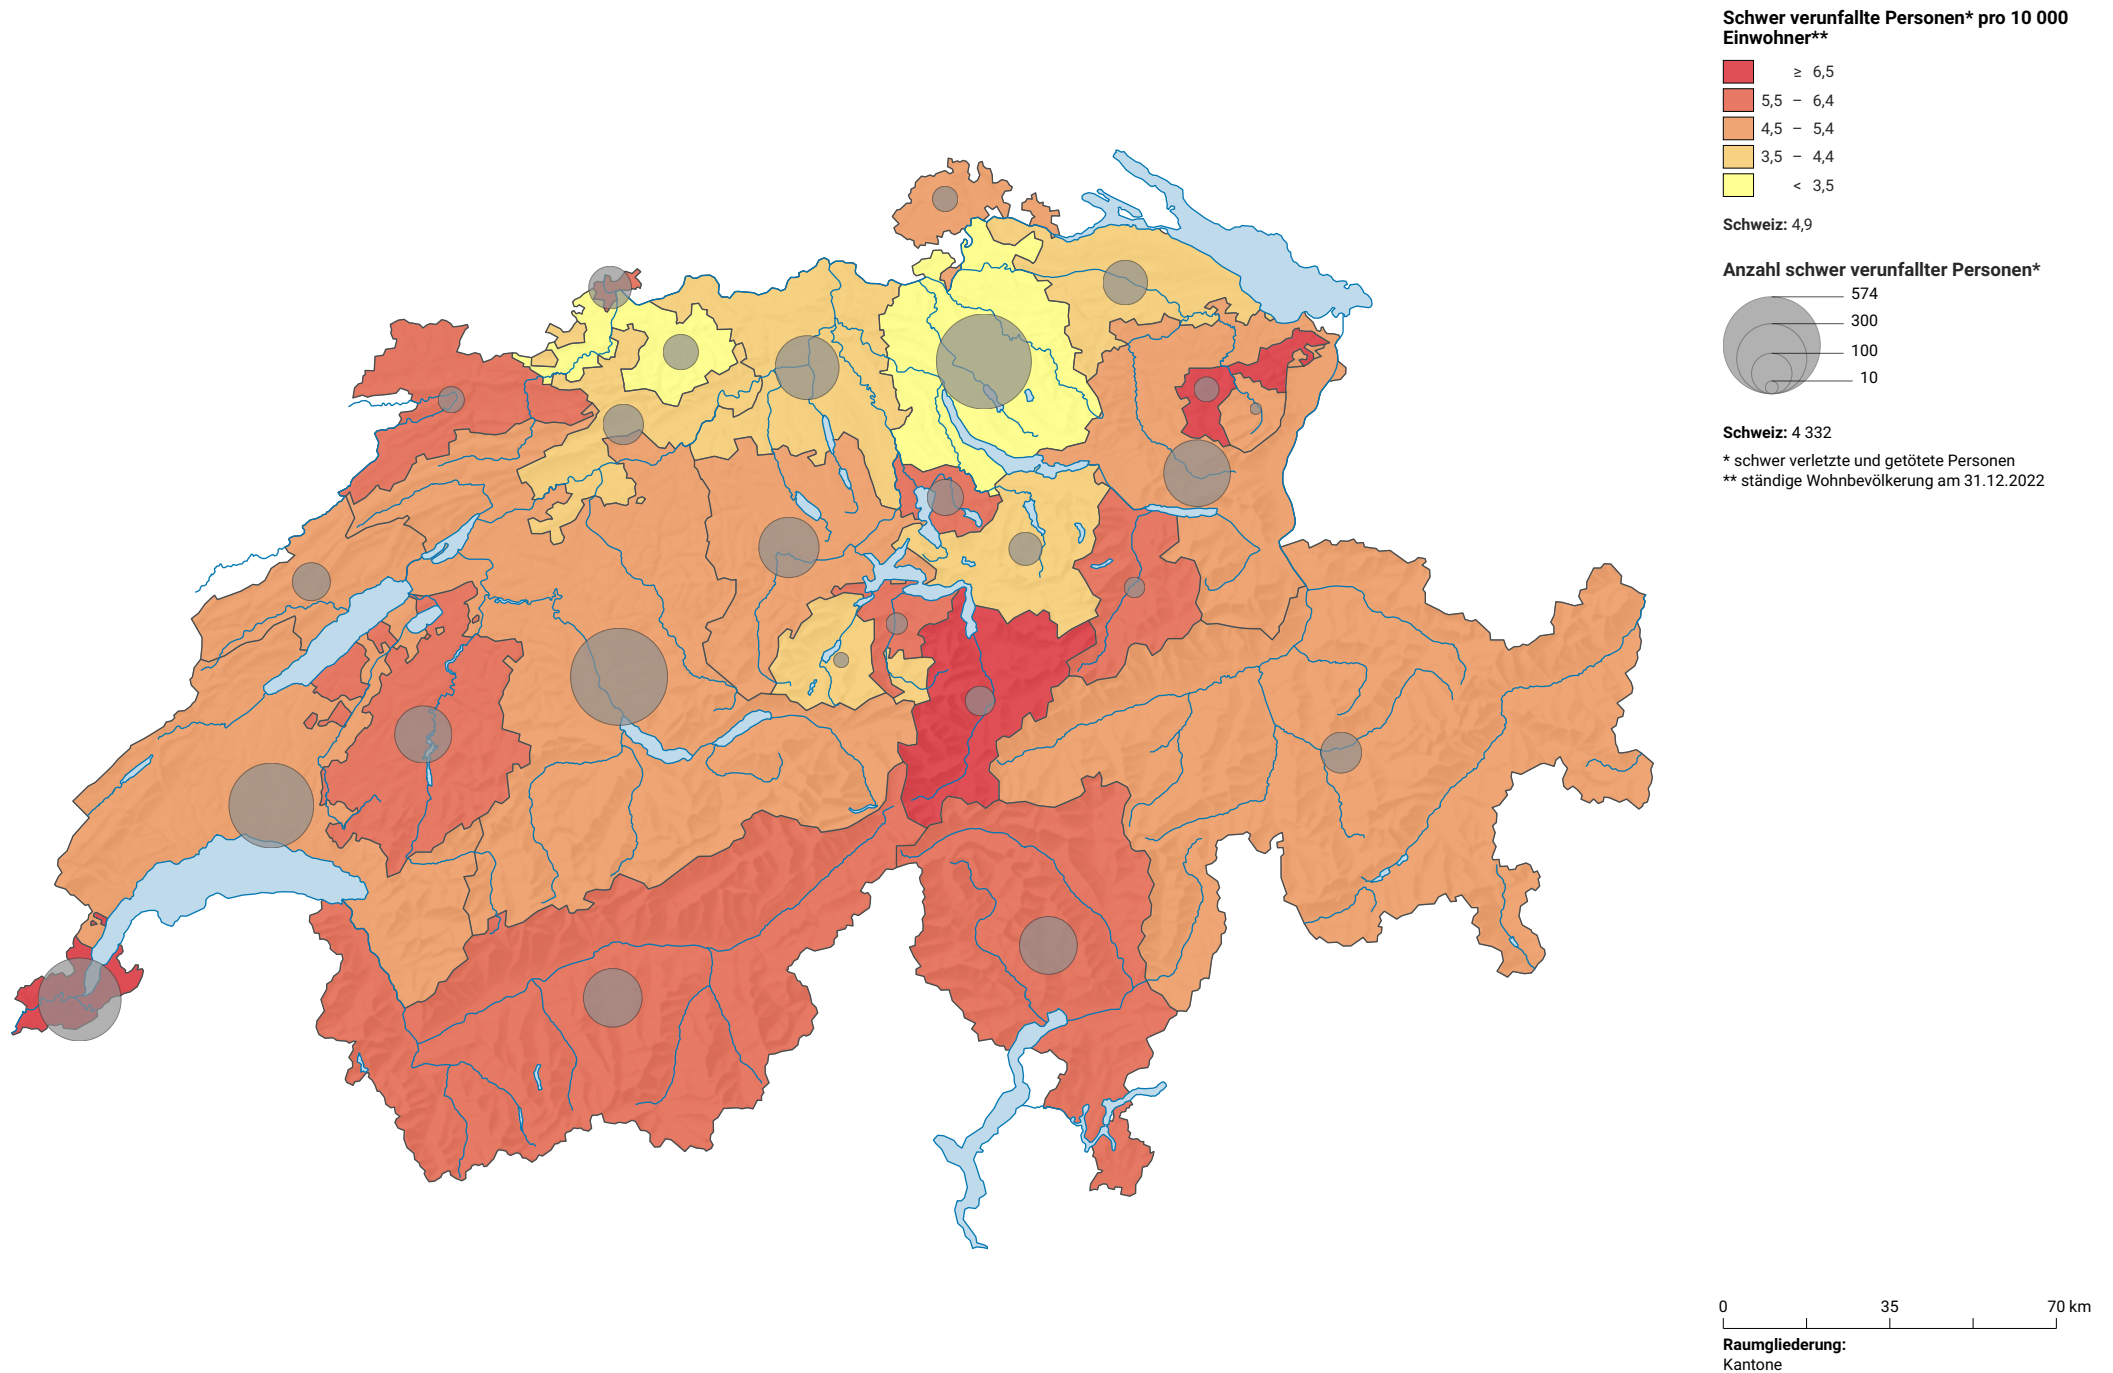 Schwer verunfallte Personen* pro 10 000
Einwohner**
≥ 6,5
5,5 – 6,4
4,5 – 5,4
3,5 – 4,4
< 3,5
Schweiz: 4,9
Anzahl schwer verunfallter Personen*
574
300
100
10
Schweiz: 4 332
* schwer verletzte und getötete Personen
** ständige Wohnbevölkerung am 31.12.2022
0 35 70 km
Raumgliederung:
Kantone